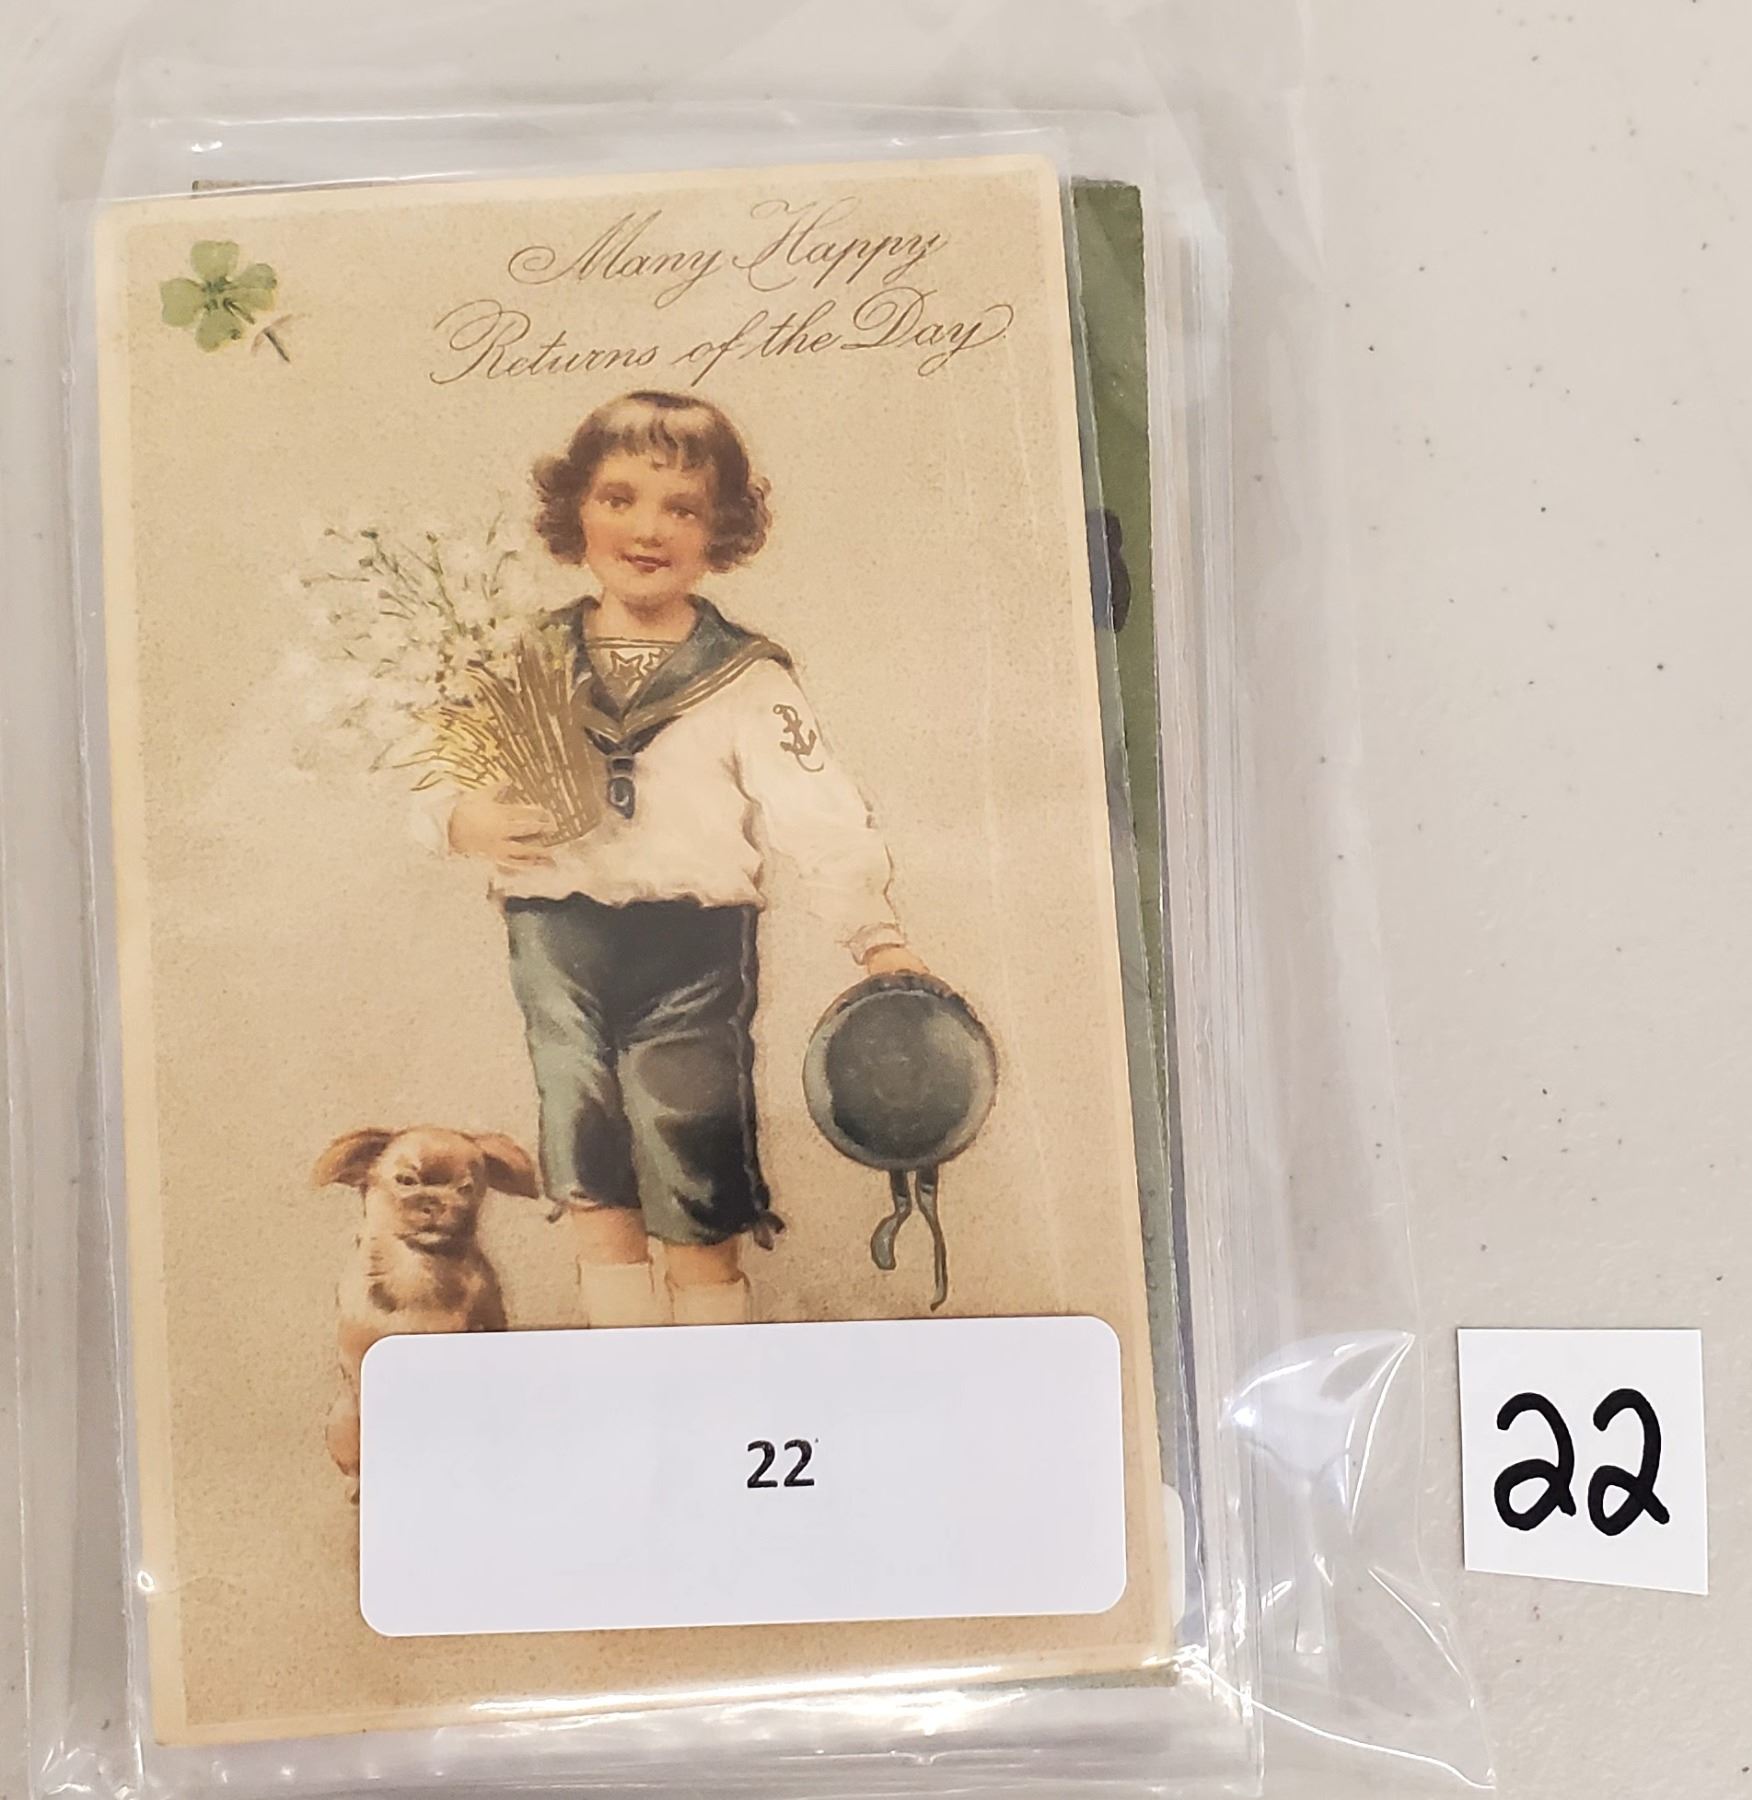 Many Happy
Returns of the Day
22
22